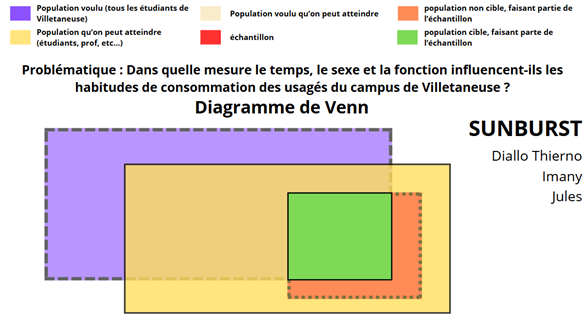 Population voulu (tous les étudiants de
Villetaneuse)
Population qu'on peut atteindre
(étudiants, prof, etc...)
Population voulu qu'on peut atteindre
échantillon
population non cible, faisant partie de
l'échantillon
population cible, faisant parte de
l'échantillon
Problématique : Dans quelle mesure le temps, le sexe et la fonction influencent-ils les
habitudes de consommation des usagés du campus de Villetaneuse ?
Diagramme de Venn
SUNBURST
Diallo Thierno
Imany
Jules